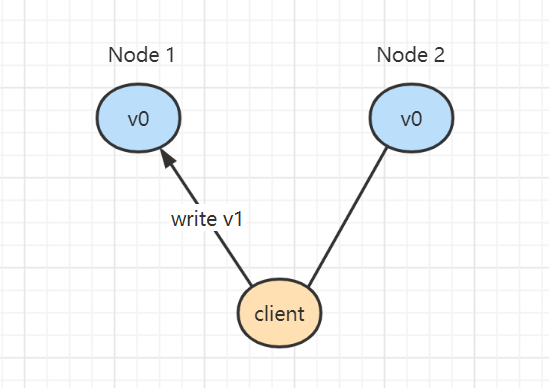 Node 1
Node 2
v0
v0
write v1
client